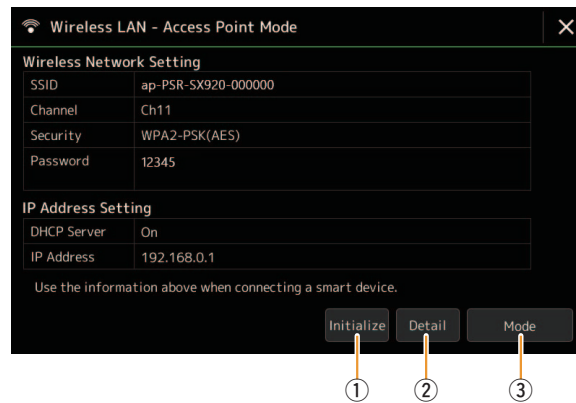 Wireless LAN - Access Point Mode
Wireless Network Setting
SSID ap-PSR-SX920-000000
Channel Ch11
Security WPA2-PSK(AES)
Password 12345
IP Address Setting
DHCP Server On
IP Address 192.168.0.1
Use the information above when connecting a smart device.
Initialize Detail Mode
① ② ③